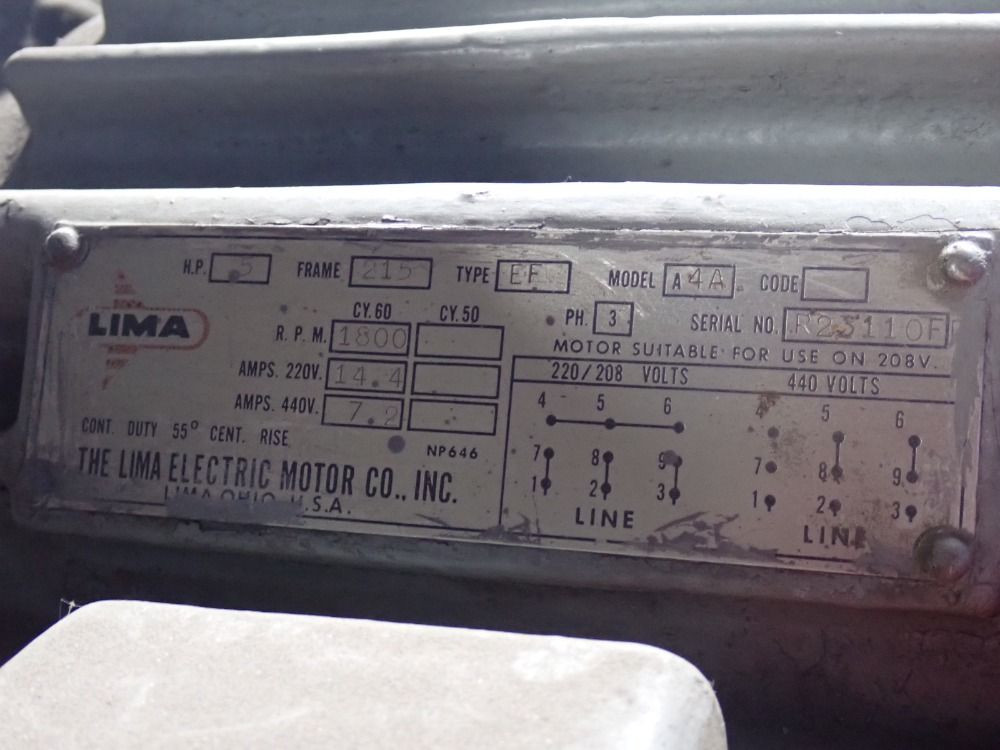 H.P. 5 FRAME 215 TYPE EF MODEL A 4A CODE
LIMA
CY.60 CY.50
R.P.M. 1800
PH. 3 SERIAL NO.
MOTOR SUITABLE FOR USE ON 208V.
AMPS. 220V. 14.4
AMPS. 440V. 7.2
CONT. DUTY 55° CENT. RISE
NP646
THE LIMA ELECTRIC MOTOR CO., INC.
LIMA OHIO U.S.A.
220/208 VOLTS 440 VOLTS
4 5 6 4 5 6
7 8 9 7 8 9
1 2 3 1 2 3
LINE LINE